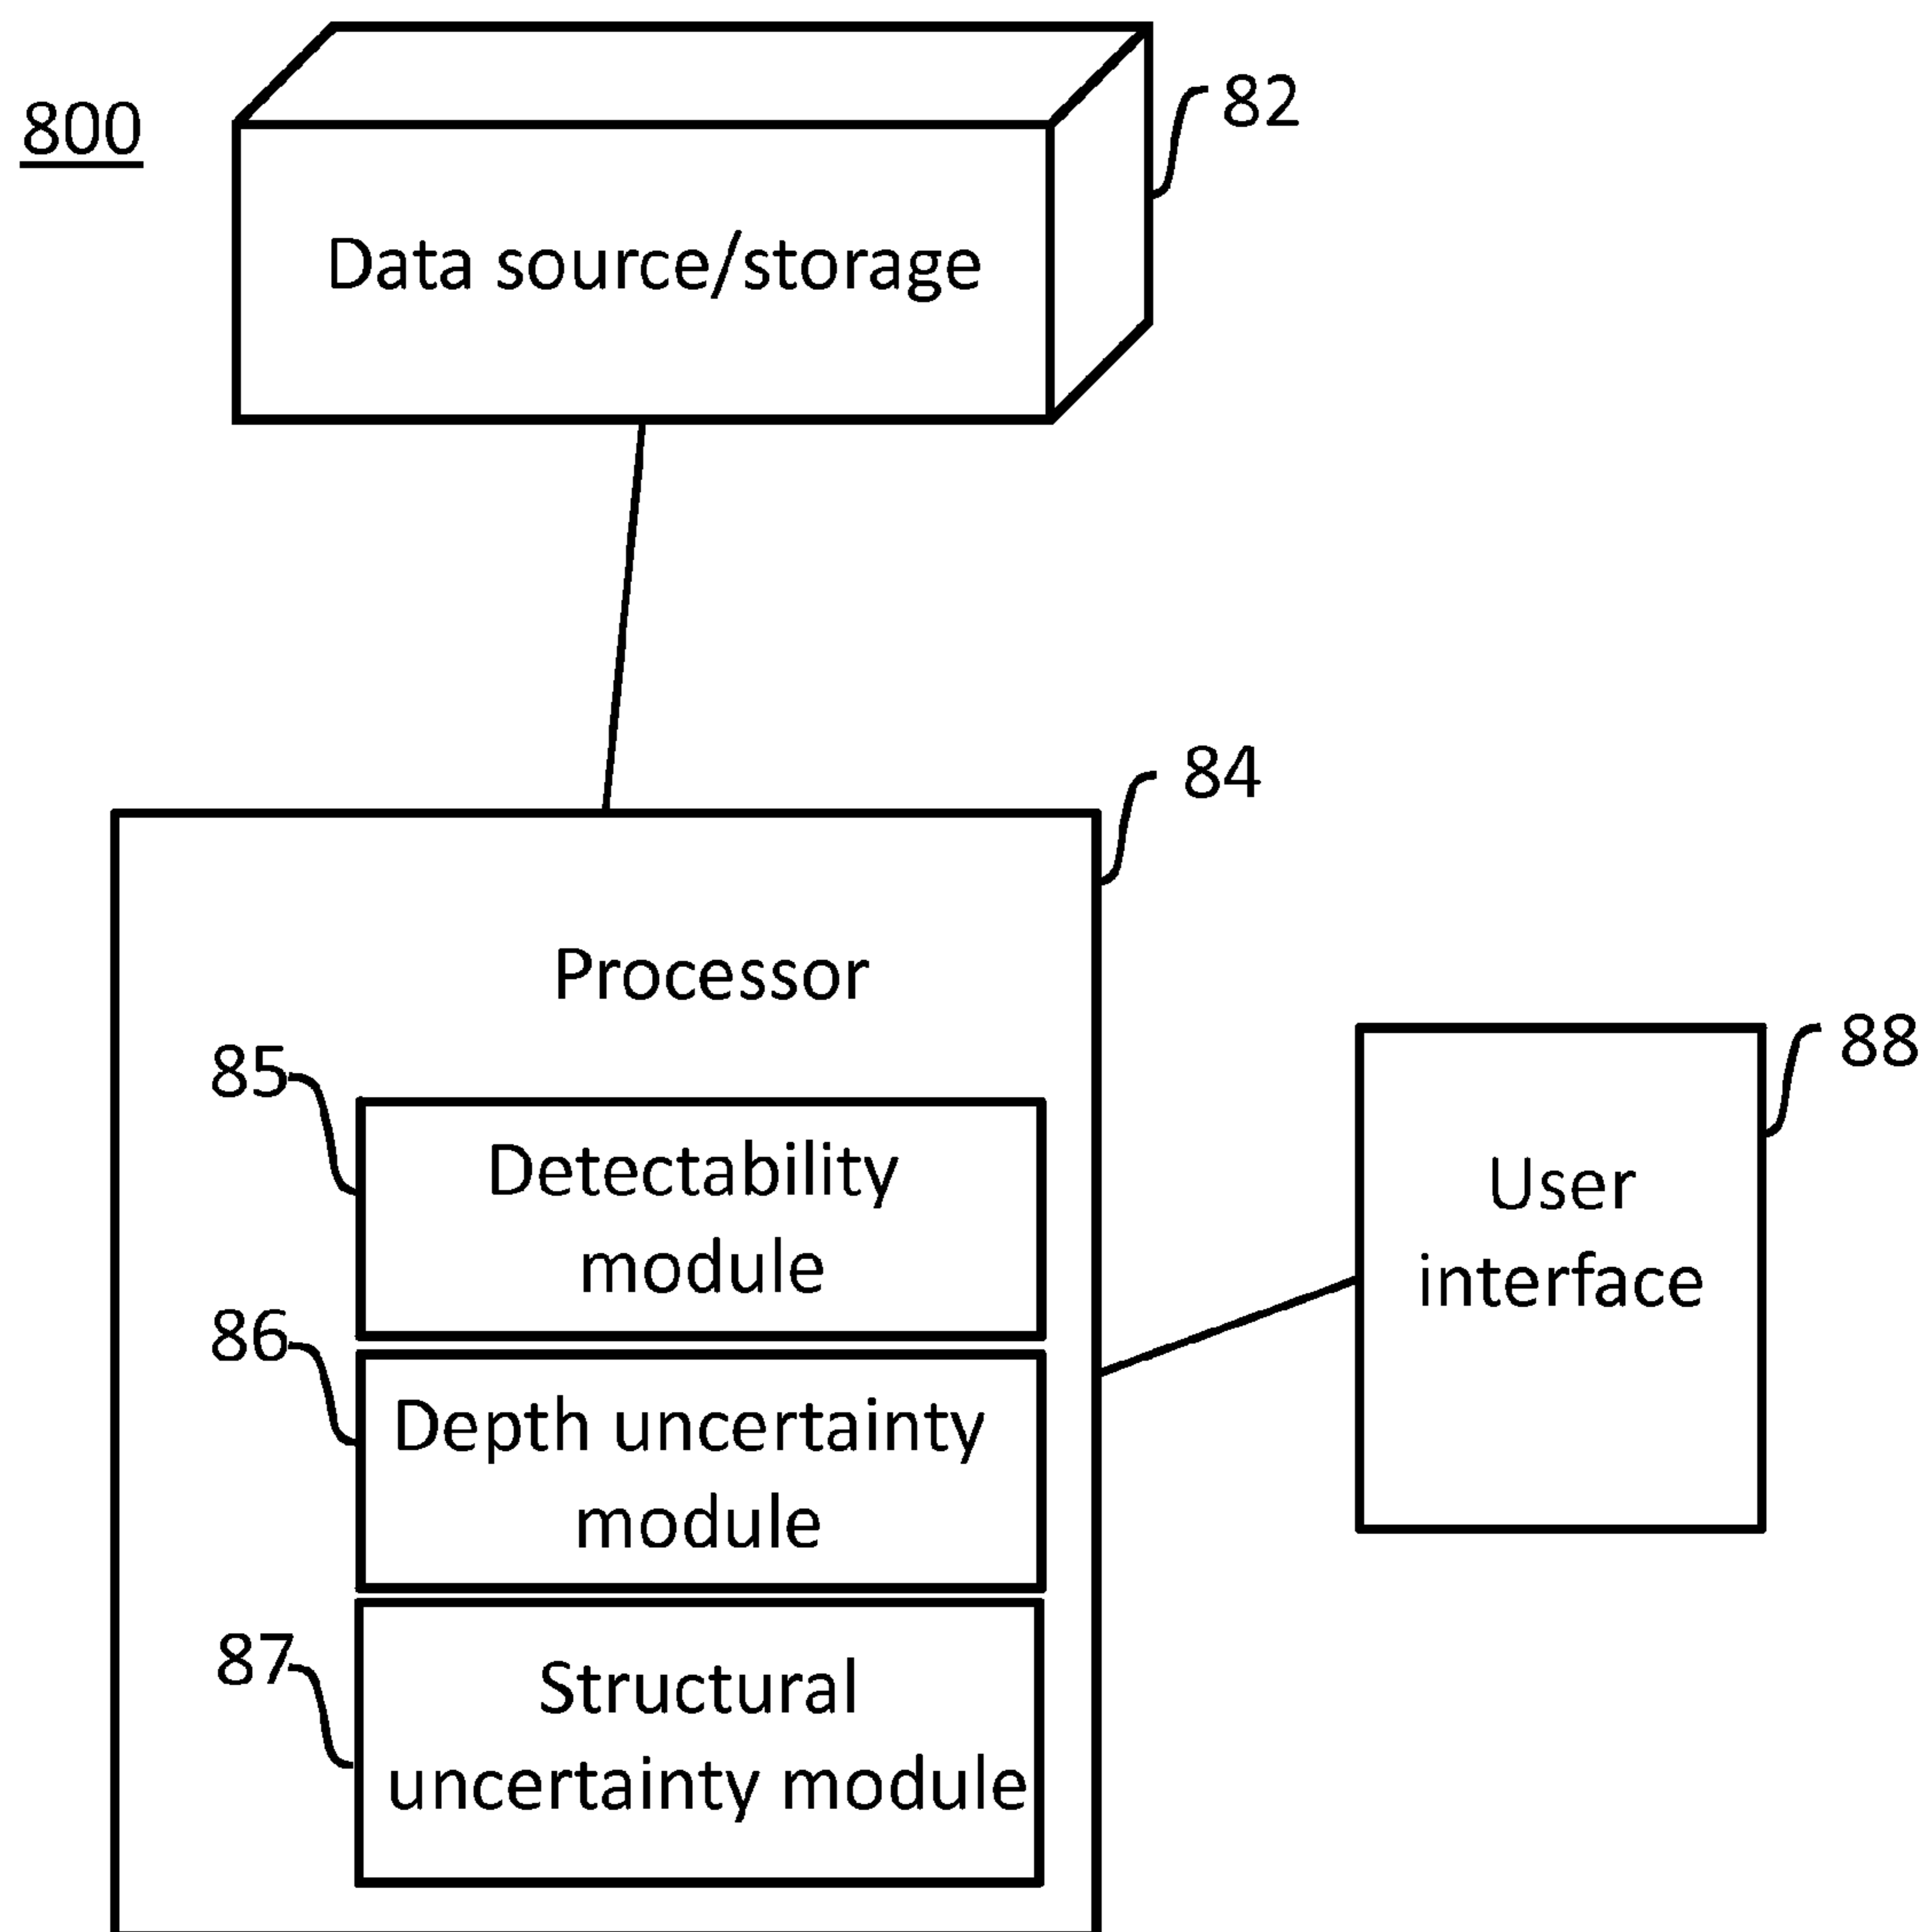 800
82
Data source/storage
84
Processor
85
Detectability
module
88
User
interface
86
Depth uncertainty
module
87
Structural
uncertainty module